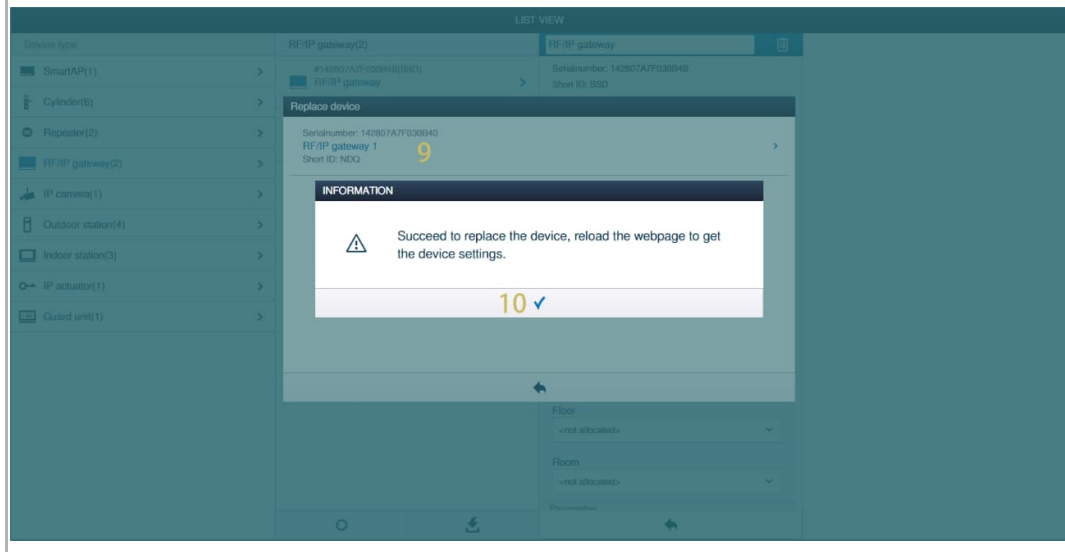 LIST VIEW
Device type
RF/IP gateway(2)
RF/IP gateway
SmartAP(1)
#142807A7F030B4B(BSD)
RF/IP gateway
Serialnumber: 142807A7F030B4B
Short ID: BSD
Cylinder(6)
Replace device
Repeater(2)
Serialnumber: 142807A7F030B40
RF/IP gateway 1
9
Short ID: NDQ
RF/IP gateway(2)
IP camera(1)
INFORMATION
Outdoor station(4)
Succeed to replace the device, reload the webpage to get
the device settings.
Indoor station(3)
IP actuator(1)
10
Guard unit(1)
Floor
<not allocated>
Room
<not allocated>
Parameter